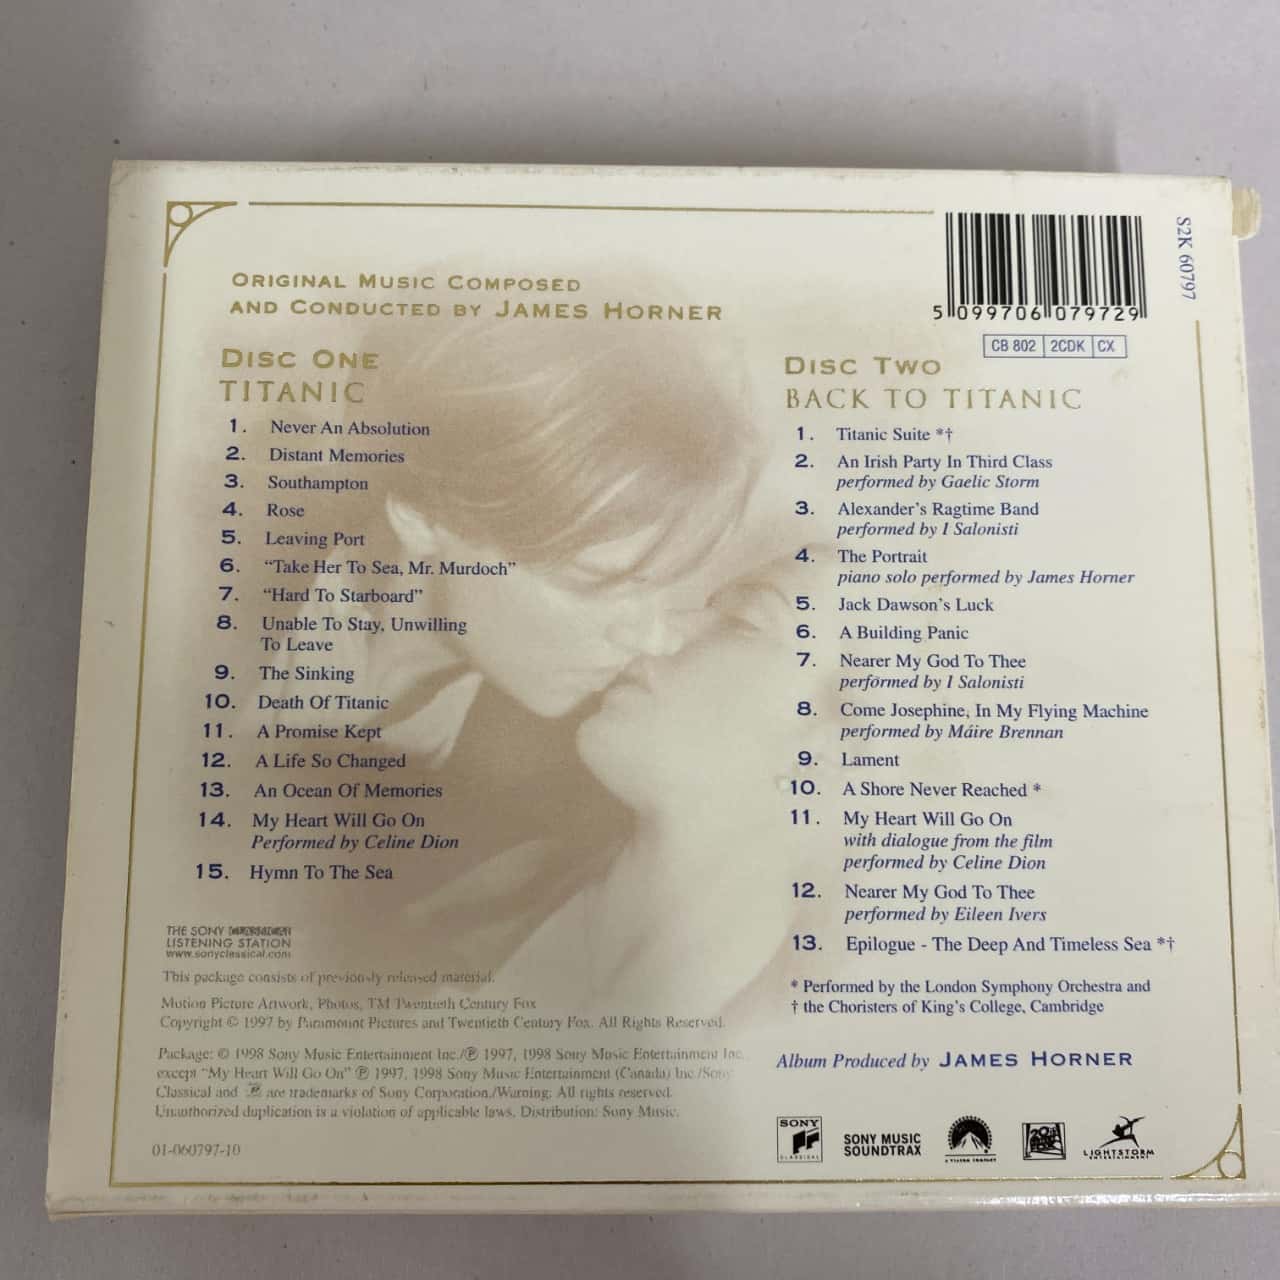 ORIGINAL MUSIC COMPOSED
AND CONDUCTED BY JAMES HORNER
DISC ONE
TITANIC
1. Never An Absolution
2. Distant Memories
3. Southampton
4. Rose
5. Leaving Port
6. “Take Her To Sea, Mr. Murdoch”
7. “Hard To Starboard”
8. Unable To Stay, Unwilling
To Leave
9. The Sinking
10. Death Of Titanic
11. A Promise Kept
12. A Life So Changed
13. An Ocean Of Memories
14. My Heart Will Go On
Performed by Celine Dion
15. Hymn To The Sea
THE SONY CLASSICAL
LISTENING STATION
www.sonyclassical.com
This package consists of previously released material.
Motion Picture Artwork, Photos, TM Twentieth Century Fox
Copyright © 1997 by Paramount Pictures and Twentieth Century Fox. All Rights Reserved.
Package: © 1998 Sony Music Entertainment Inc./℗ 1997, 1998 Sony Music Entertainment Inc.,
except “My Heart Will Go On” ℗ 1997, 1998 Sony Music Entertainment (Canada) Inc./Sony
Classical and are trademarks of Sony Corporation./Warning: All rights reserved.
Unauthorized duplication is a violation of applicable laws. Distribution: Sony Music.
01-060797-10
5 099706 079729
S2K 60797
CB 802 2CDK CX
DISC TWO
BACK TO TITANIC
1. Titanic Suite *†
2. An Irish Party In Third Class
performed by Gaelic Storm
3. Alexander's Ragtime Band
performed by I Salonisti
4. The Portrait
piano solo performed by James Horner
5. Jack Dawson's Luck
6. A Building Panic
7. Nearer My God To Thee
performed by I Salonisti
8. Come Josephine, In My Flying Machine
performed by Máire Brennan
9. Lament
10. A Shore Never Reached *
11. My Heart Will Go On
with dialogue from the film
performed by Celine Dion
12. Nearer My God To Thee
performed by Eileen Ivers
13. Epilogue - The Deep And Timeless Sea *†
* Performed by the London Symphony Orchestra and
† the Choristers of King's College, Cambridge
Album Produced by JAMES HORNER
SONY
CLASSICAL
SONY MUSIC
SOUNDTRAX
Paramount
A VIACOM COMPANY
20th
CENTURY
FOX
LIGHTSTORM
ENTERTAINMENT